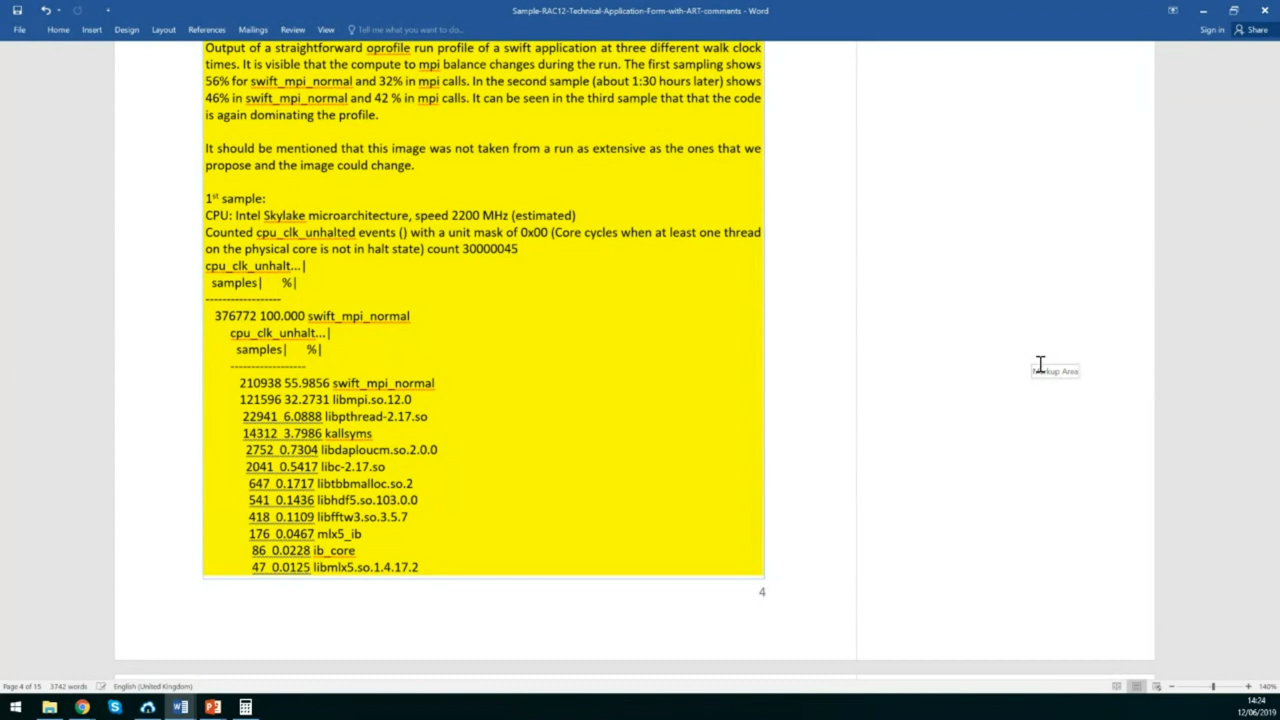 Sample-RAC12-Technical-Application-Form-with-ART-comments - Word
File Home Insert Design Layout References Mailings Review View Tell me what you want to do... Sign in Share
Output of a straightforward oprofile run profile of a swift application at three different walk clock
times. It is visible that the compute to mpi balance changes during the run. The first sampling shows
56% for swift_mpi_normal and 32% in mpi calls. In the second sample (about 1:30 hours later) shows
46% in swift_mpi_normal and 42 % in mpi calls. It can be seen in the third sample that that the code
is again dominating the profile.
It should be mentioned that this image was not taken from a run as extensive as the ones that we
propose and the image could change.
1st sample:
CPU: Intel Skylake microarchitecture, speed 2200 MHz (estimated)
Counted cpu_clk_unhalted events () with a unit mask of 0x00 (Core cycles when at least one thread
on the physical core is not in halt state) count 30000045
cpu_clk_unhalt...|
samples| %|
------------------
376772 100.000 swift_mpi_normal
cpu_clk_unhalt...|
samples| %|
------------------
210938 55.9856 swift_mpi_normal
121596 32.2731 libmpi.so.12.0
22941 6.0888 libpthread-2.17.so
14312 3.7986 kallsyms
2752 0.7304 libdaploucm.so.2.0.0
2041 0.5417 libc-2.17.so
647 0.1717 libtbbmalloc.so.2
541 0.1436 libhdf5.so.103.0.0
418 0.1109 libfftw3.so.3.5.7
176 0.0467 mlx5_ib
86 0.0228 ib_core
47 0.0125 libmlx5.so.1.4.17.2
4
Markup Area
Page 4 of 15 3742 words English (United Kingdom) 140%
14:24
12/06/2019